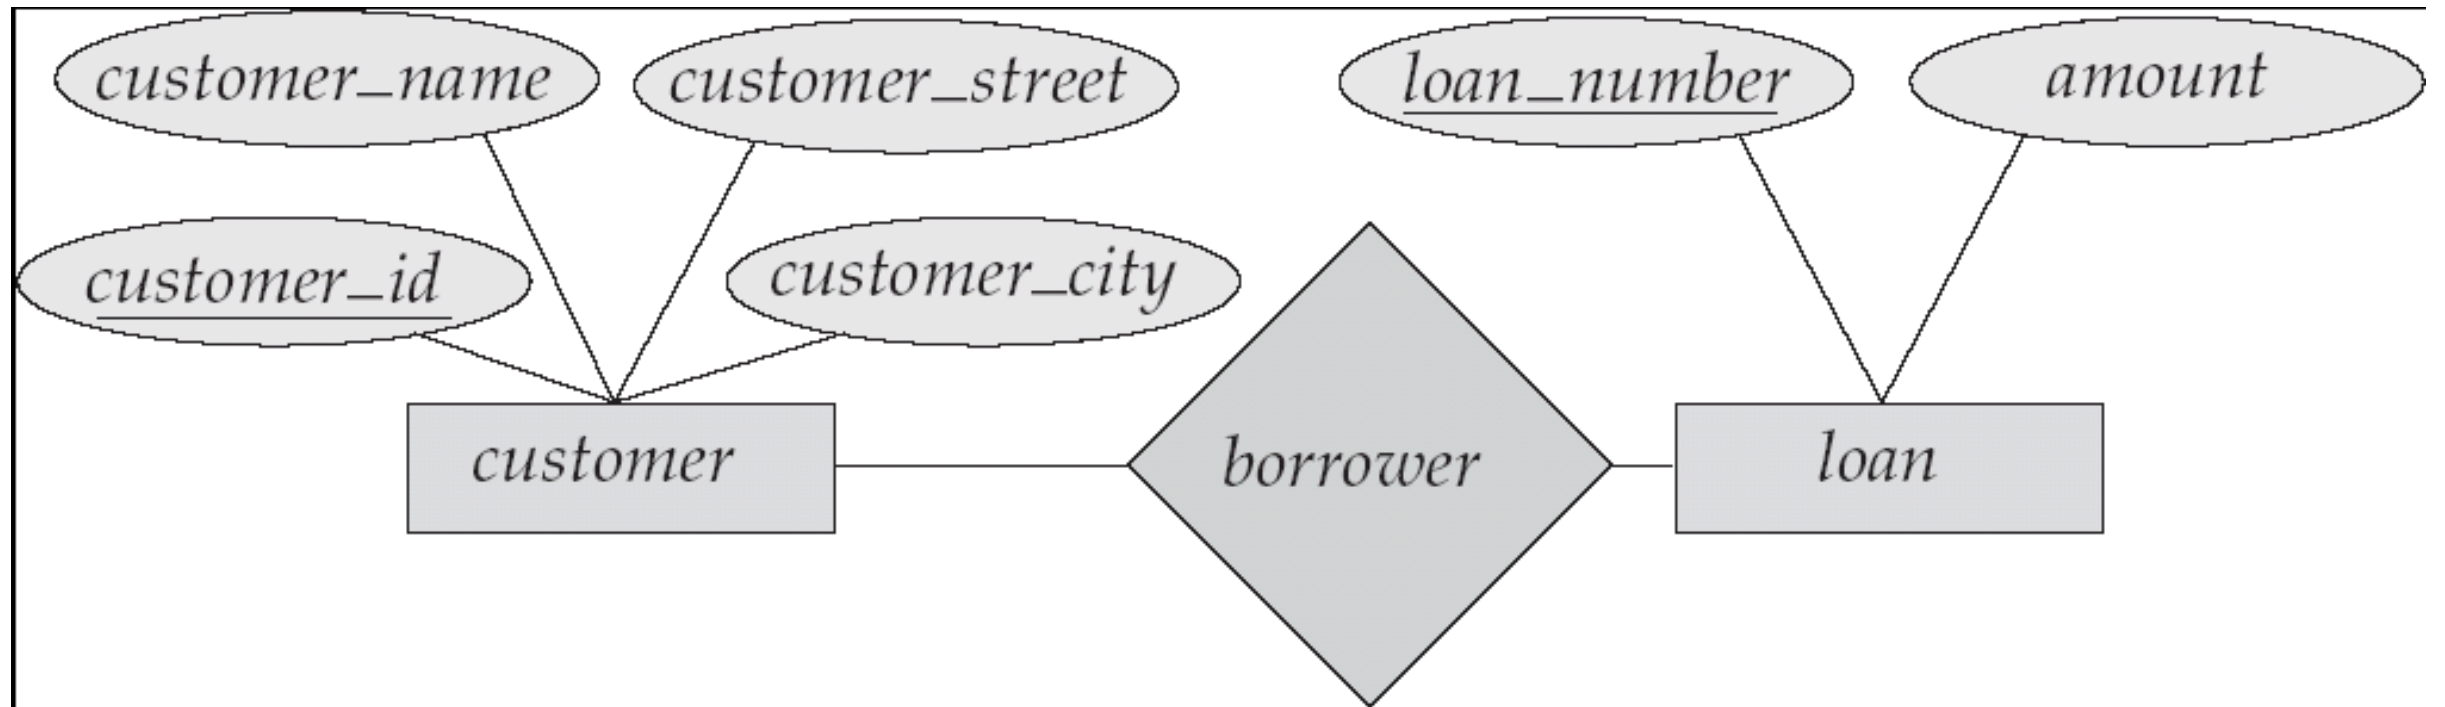 customer_name
customer_street
loan_number
amount
customer_id
customer_city
customer
borrower
loan